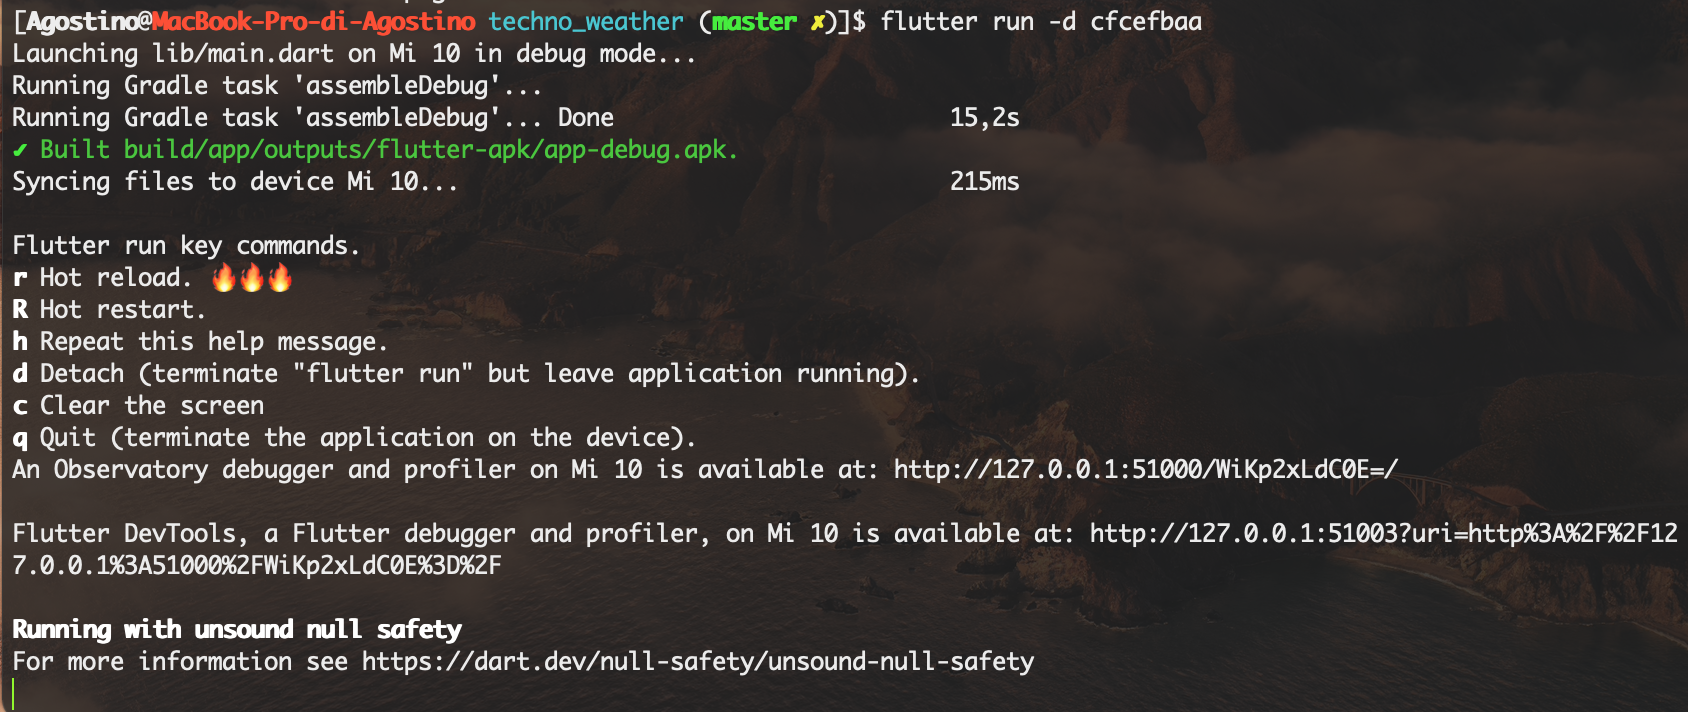 [Agostino@MacBook-Pro-di-Agostino techno_weather (master ✗)]$ flutter run -d cfcefbaa
Launching lib/main.dart on Mi 10 in debug mode...
Running Gradle task 'assembleDebug'...
Running Gradle task 'assembleDebug'... Done 15,2s
✓ Built build/app/outputs/flutter-apk/app-debug.apk.
Syncing files to device Mi 10... 215ms
Flutter run key commands.
r Hot reload. 🔥🔥🔥
R Hot restart.
h Repeat this help message.
d Detach (terminate "flutter run" but leave application running).
c Clear the screen
q Quit (terminate the application on the device).
An Observatory debugger and profiler on Mi 10 is available at: http://127.0.0.1:51000/WiKp2xLdC0E=/
Flutter DevTools, a Flutter debugger and profiler, on Mi 10 is available at: http://127.0.0.1:51003?uri=http%3A%2F%2F12
7.0.0.1%3A51000%2FWiKp2xLdC0E%3D%2F
Running with unsound null safety
For more information see https://dart.dev/null-safety/unsound-null-safety